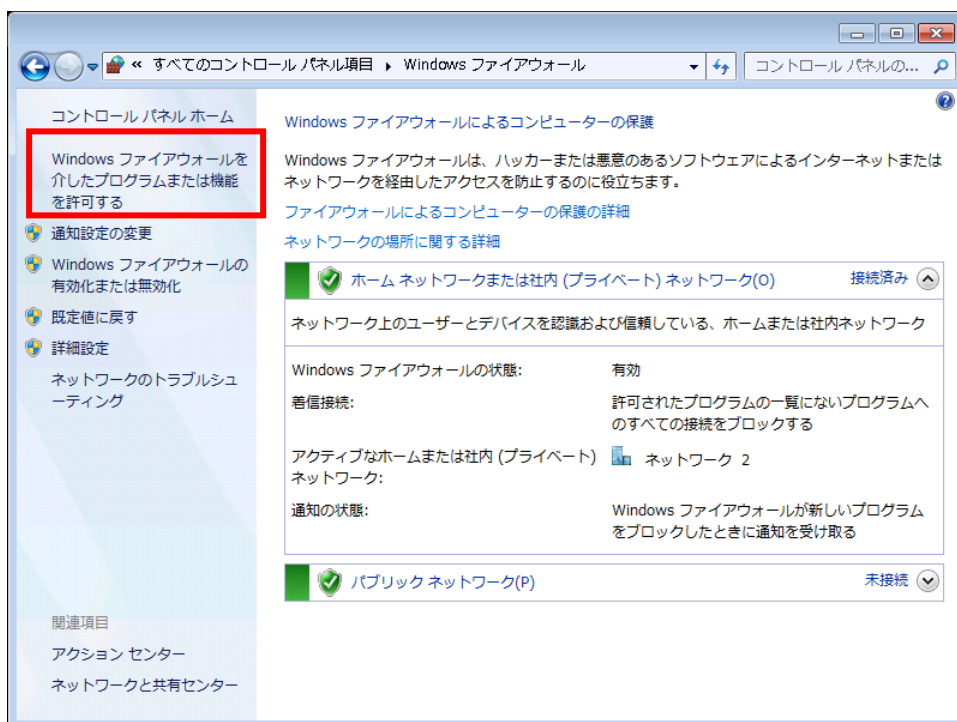 « すべてのコントロール パネル項目 ▸ Windows ファイアウォール
コントロール パネルの...
コントロール パネル ホーム
Windows ファイアウォールを
介したプログラムまたは機能
を許可する
通知設定の変更
Windows ファイアウォールの
有効化または無効化
既定値に戻す
詳細設定
ネットワークのトラブルシュ
ーティング
関連項目
アクション センター
ネットワークと共有センター
Windows ファイアウォールによるコンピューターの保護
Windows ファイアウォールは、ハッカーまたは悪意のあるソフトウェアによるインターネットまたは
ネットワークを経由したアクセスを防止するのに役立ちます。
ファイアウォールによるコンピューターの保護の詳細
ネットワークの場所に関する詳細
ホーム ネットワークまたは社内 (プライベート) ネットワーク(O) 接続済み
ネットワーク上のユーザーとデバイスを認識および信頼している、ホームまたは社内ネットワーク
Windows ファイアウォールの状態: 有効
着信接続: 許可されたプログラムの一覧にないプログラムへ
のすべての接続をブロックする
アクティブなホームまたは社内 (プライベート) ネットワーク 2
ネットワーク:
通知の状態: Windows ファイアウォールが新しいプログラム
をブロックしたときに通知を受け取る
パブリック ネットワーク(P) 未接続